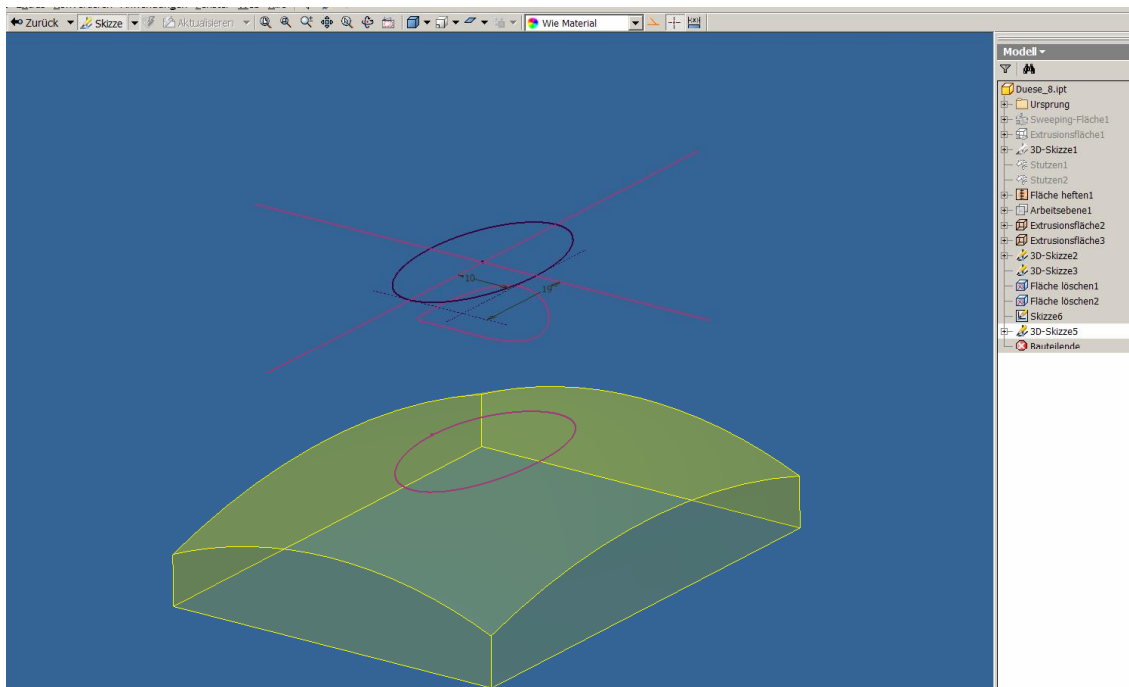 Zurück Skizze Aktualisieren Wie Material
Modell
Duese_8.ipt
Ursprung
Sweeping-Fläche1
Extrusionsfläche1
3D-Skizze1
Stutzen1
Stutzen2
Fläche heften1
Arbeitsebene1
Extrusionsfläche2
Extrusionsfläche3
3D-Skizze2
3D-Skizze3
Fläche löschen1
Fläche löschen2
Skizze6
3D-Skizze5
Bauteilende
10
19